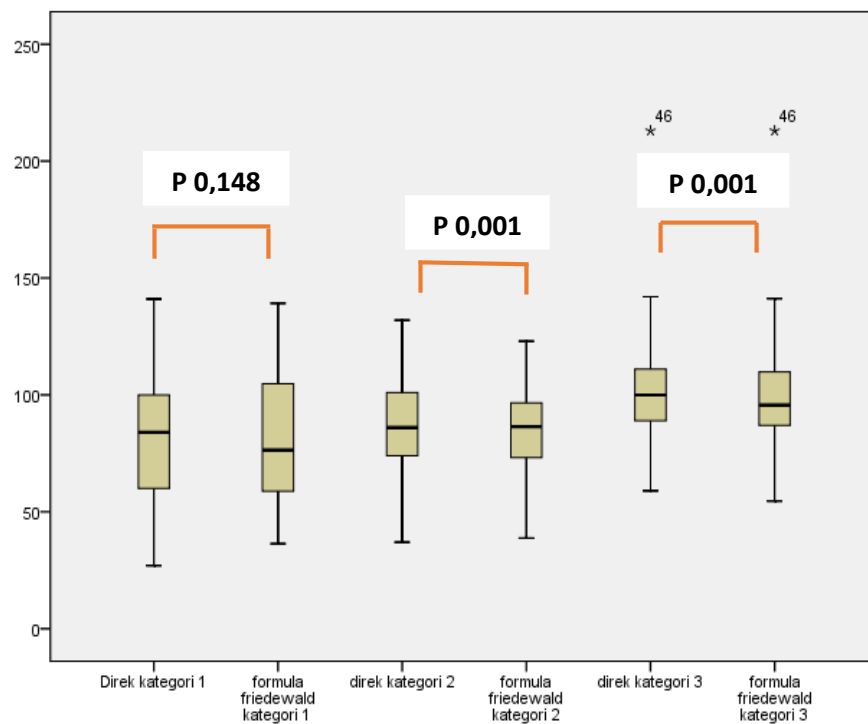 250
200
150
100
50
0
P 0,148
P 0,001
P 0,001
*46
*46
Direk kategori 1
formula
friedewald
kategori 1
direk kategori 2
formula
friedewald
kategori 2
direk kategori 3
formula
friedewald
kategori 3